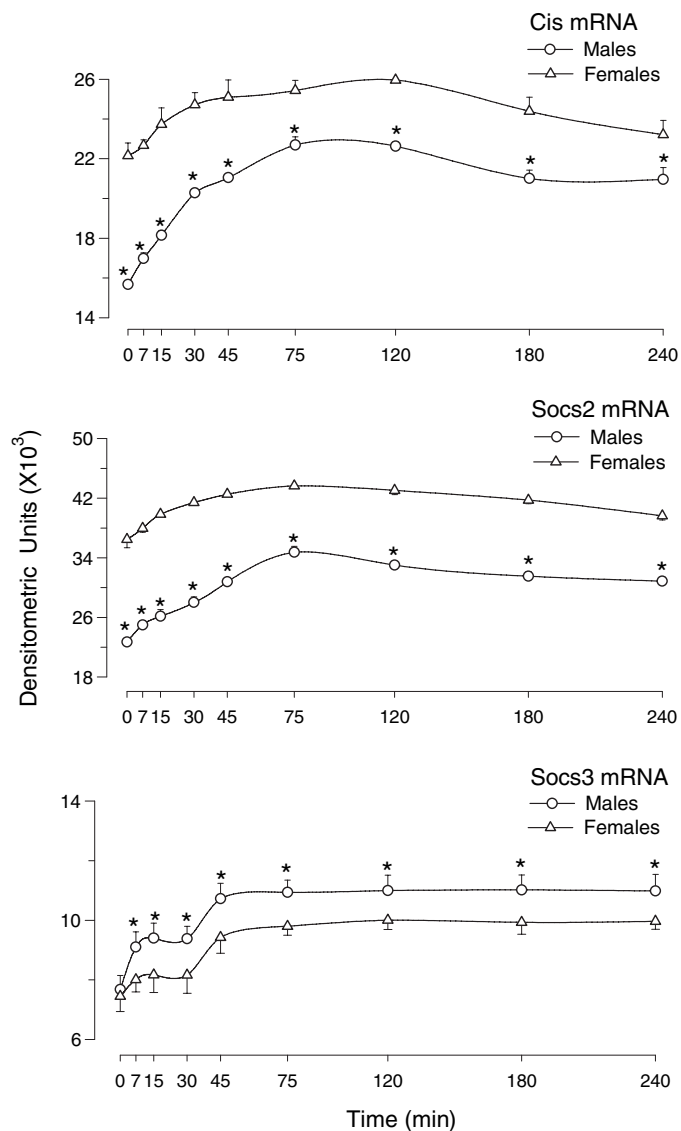 Cis mRNA
Males
Females
26
22
18
14
0 7 15 30 45 75 120 180 240
* * * * * * * * *
Socs2 mRNA
Males
Females
50
42
34
26
18
0 7 15 30 45 75 120 180 240
* * * * * * * * *
Densitometric Units (X10³)
Socs3 mRNA
Males
Females
14
10
6
0 7 15 30 45 75 120 180 240
* * * * * * * *
Time (min)